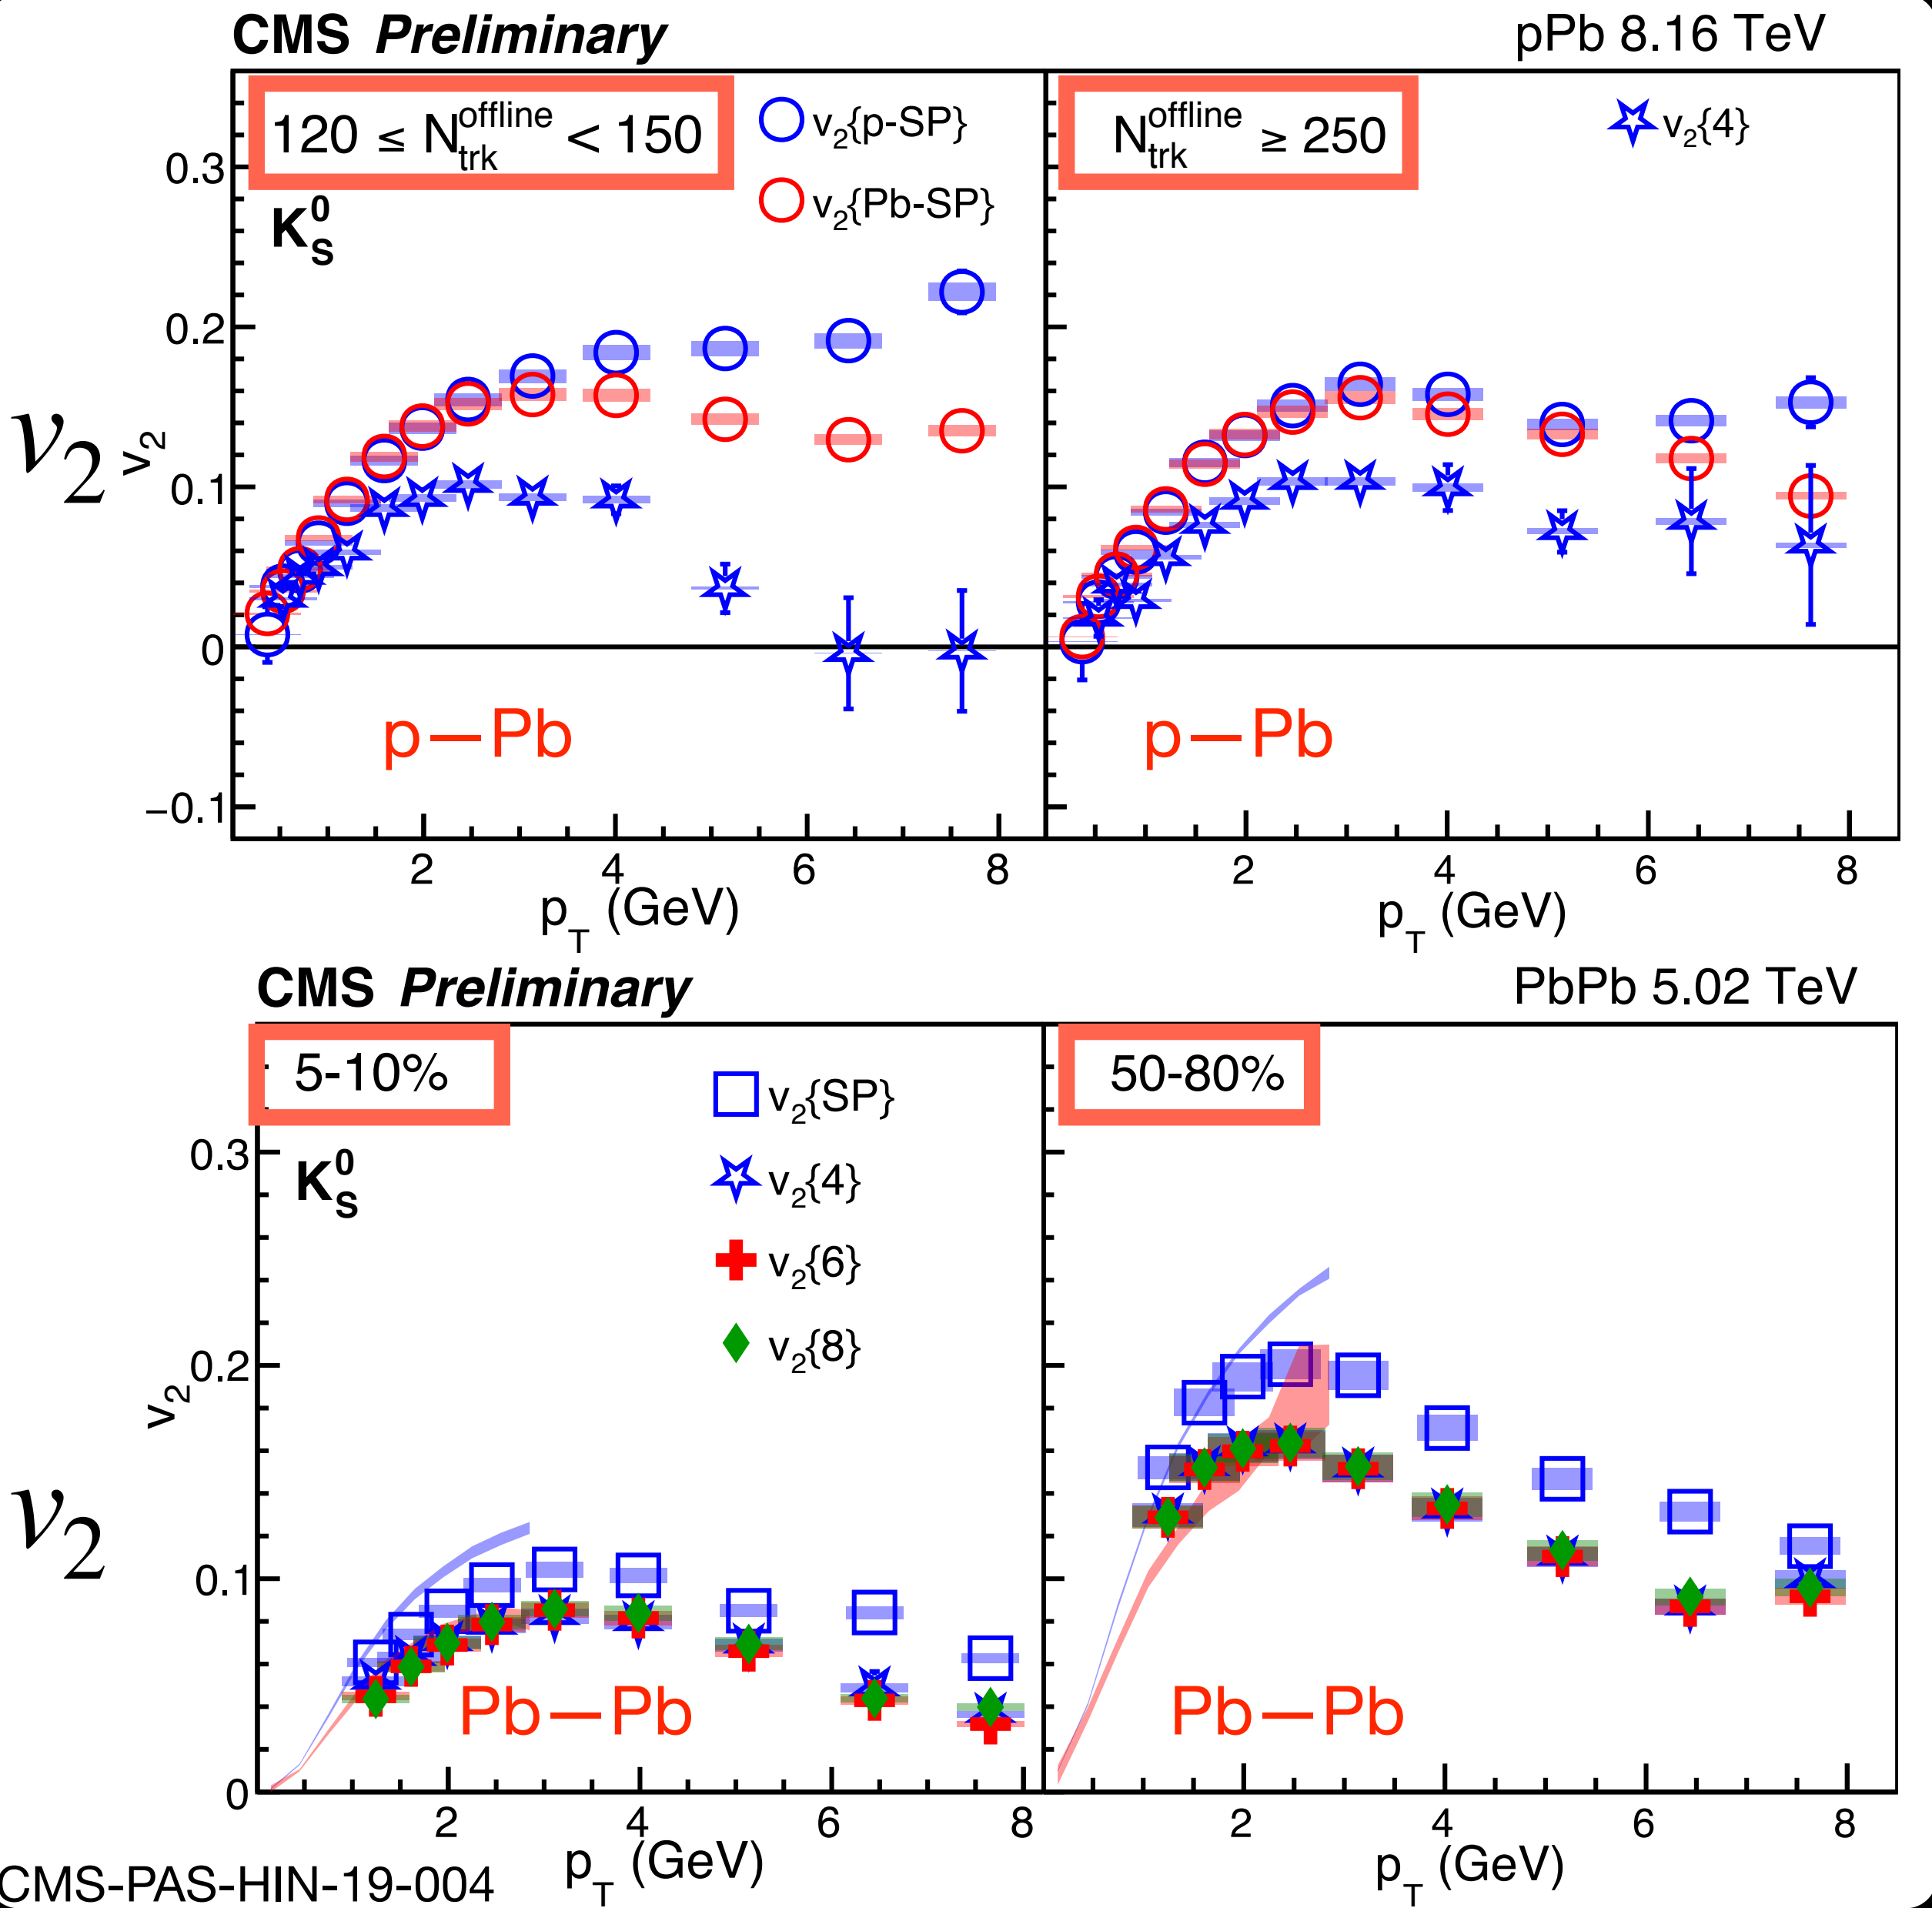 CMS Preliminary pPb 8.16 TeV
120 ≤ N_trk^offline < 150
v₂{p-SP}
v₂{Pb-SP}
K_S^0
N_trk^offline ≥ 250
v₂{4}
v₂
v₂
0.3
0.2
0.1
0
−0.1
p—Pb
p—Pb
2 4 6 8
2 4 6 8
p_T (GeV)
p_T (GeV)
CMS Preliminary PbPb 5.02 TeV
5-10%
v₂{SP}
v₂{4}
v₂{6}
v₂{8}
K_S^0
50-80%
v₂
v₂
0.3
0.2
0.1
0
Pb—Pb
Pb—Pb
2 4 6 8
2 4 6 8
p_T (GeV)
p_T (GeV)
CMS-PAS-HIN-19-004